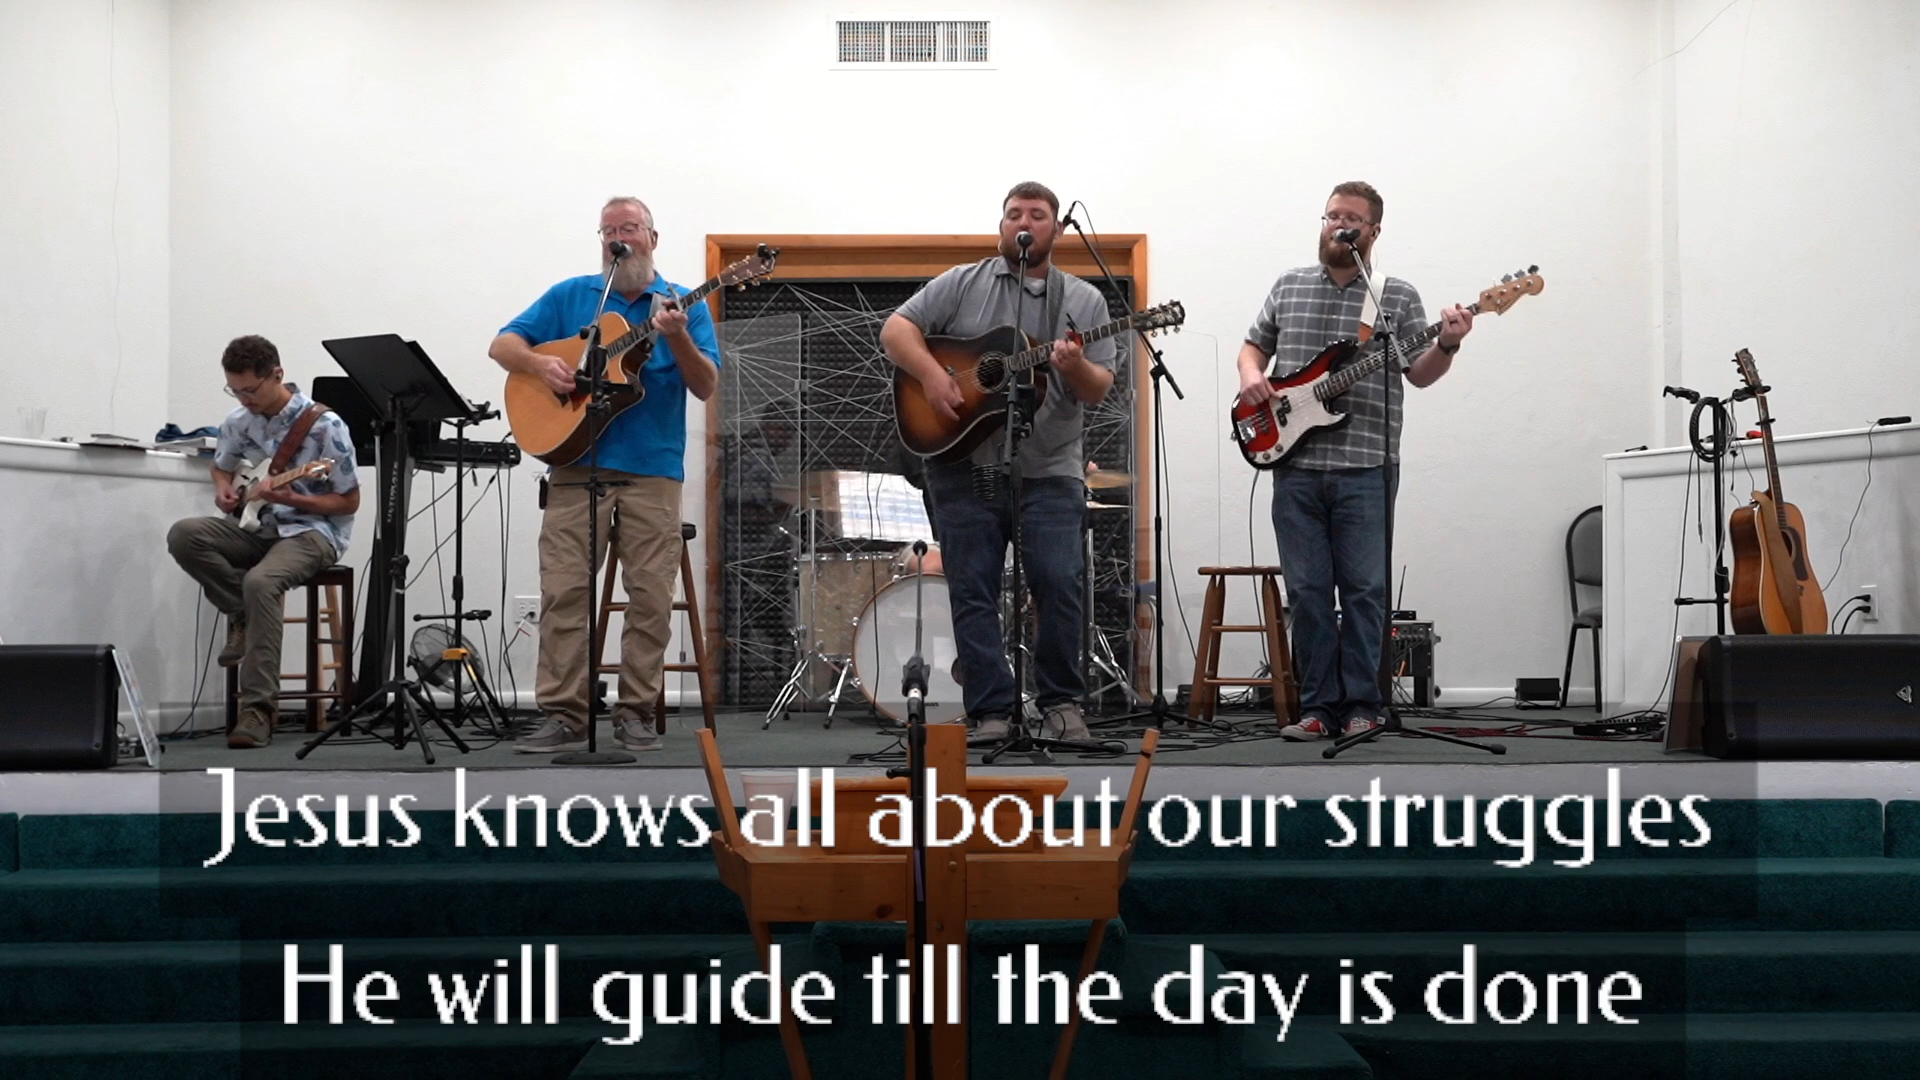 Jesus knows all about our struggles
He will guide till the day is done